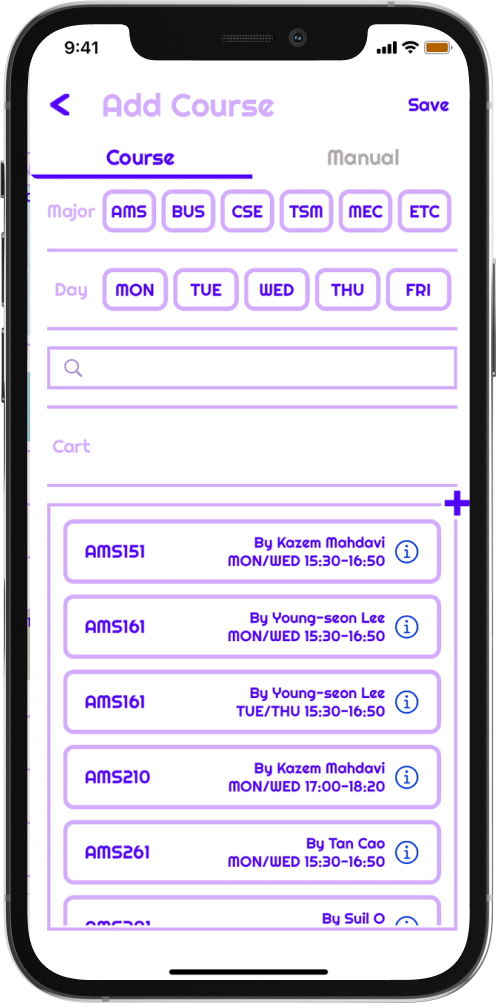 9:41
Add Course
Save
Course Manual
Major AMS BUS CSE TSM MEC ETC
Day MON TUE WED THU FRI
Cart
AMS151
By Kazem Mahdavi
MON/WED 15:30-16:50
AMS161
By Young-seon Lee
MON/WED 15:30-16:50
AMS161
By Young-seon Lee
TUE/THU 15:30-16:50
AMS210
By Kazem Mahdavi
MON/WED 17:00-18:20
AMS261
By Tan Cao
MON/WED 15:30-16:50
By Suil O